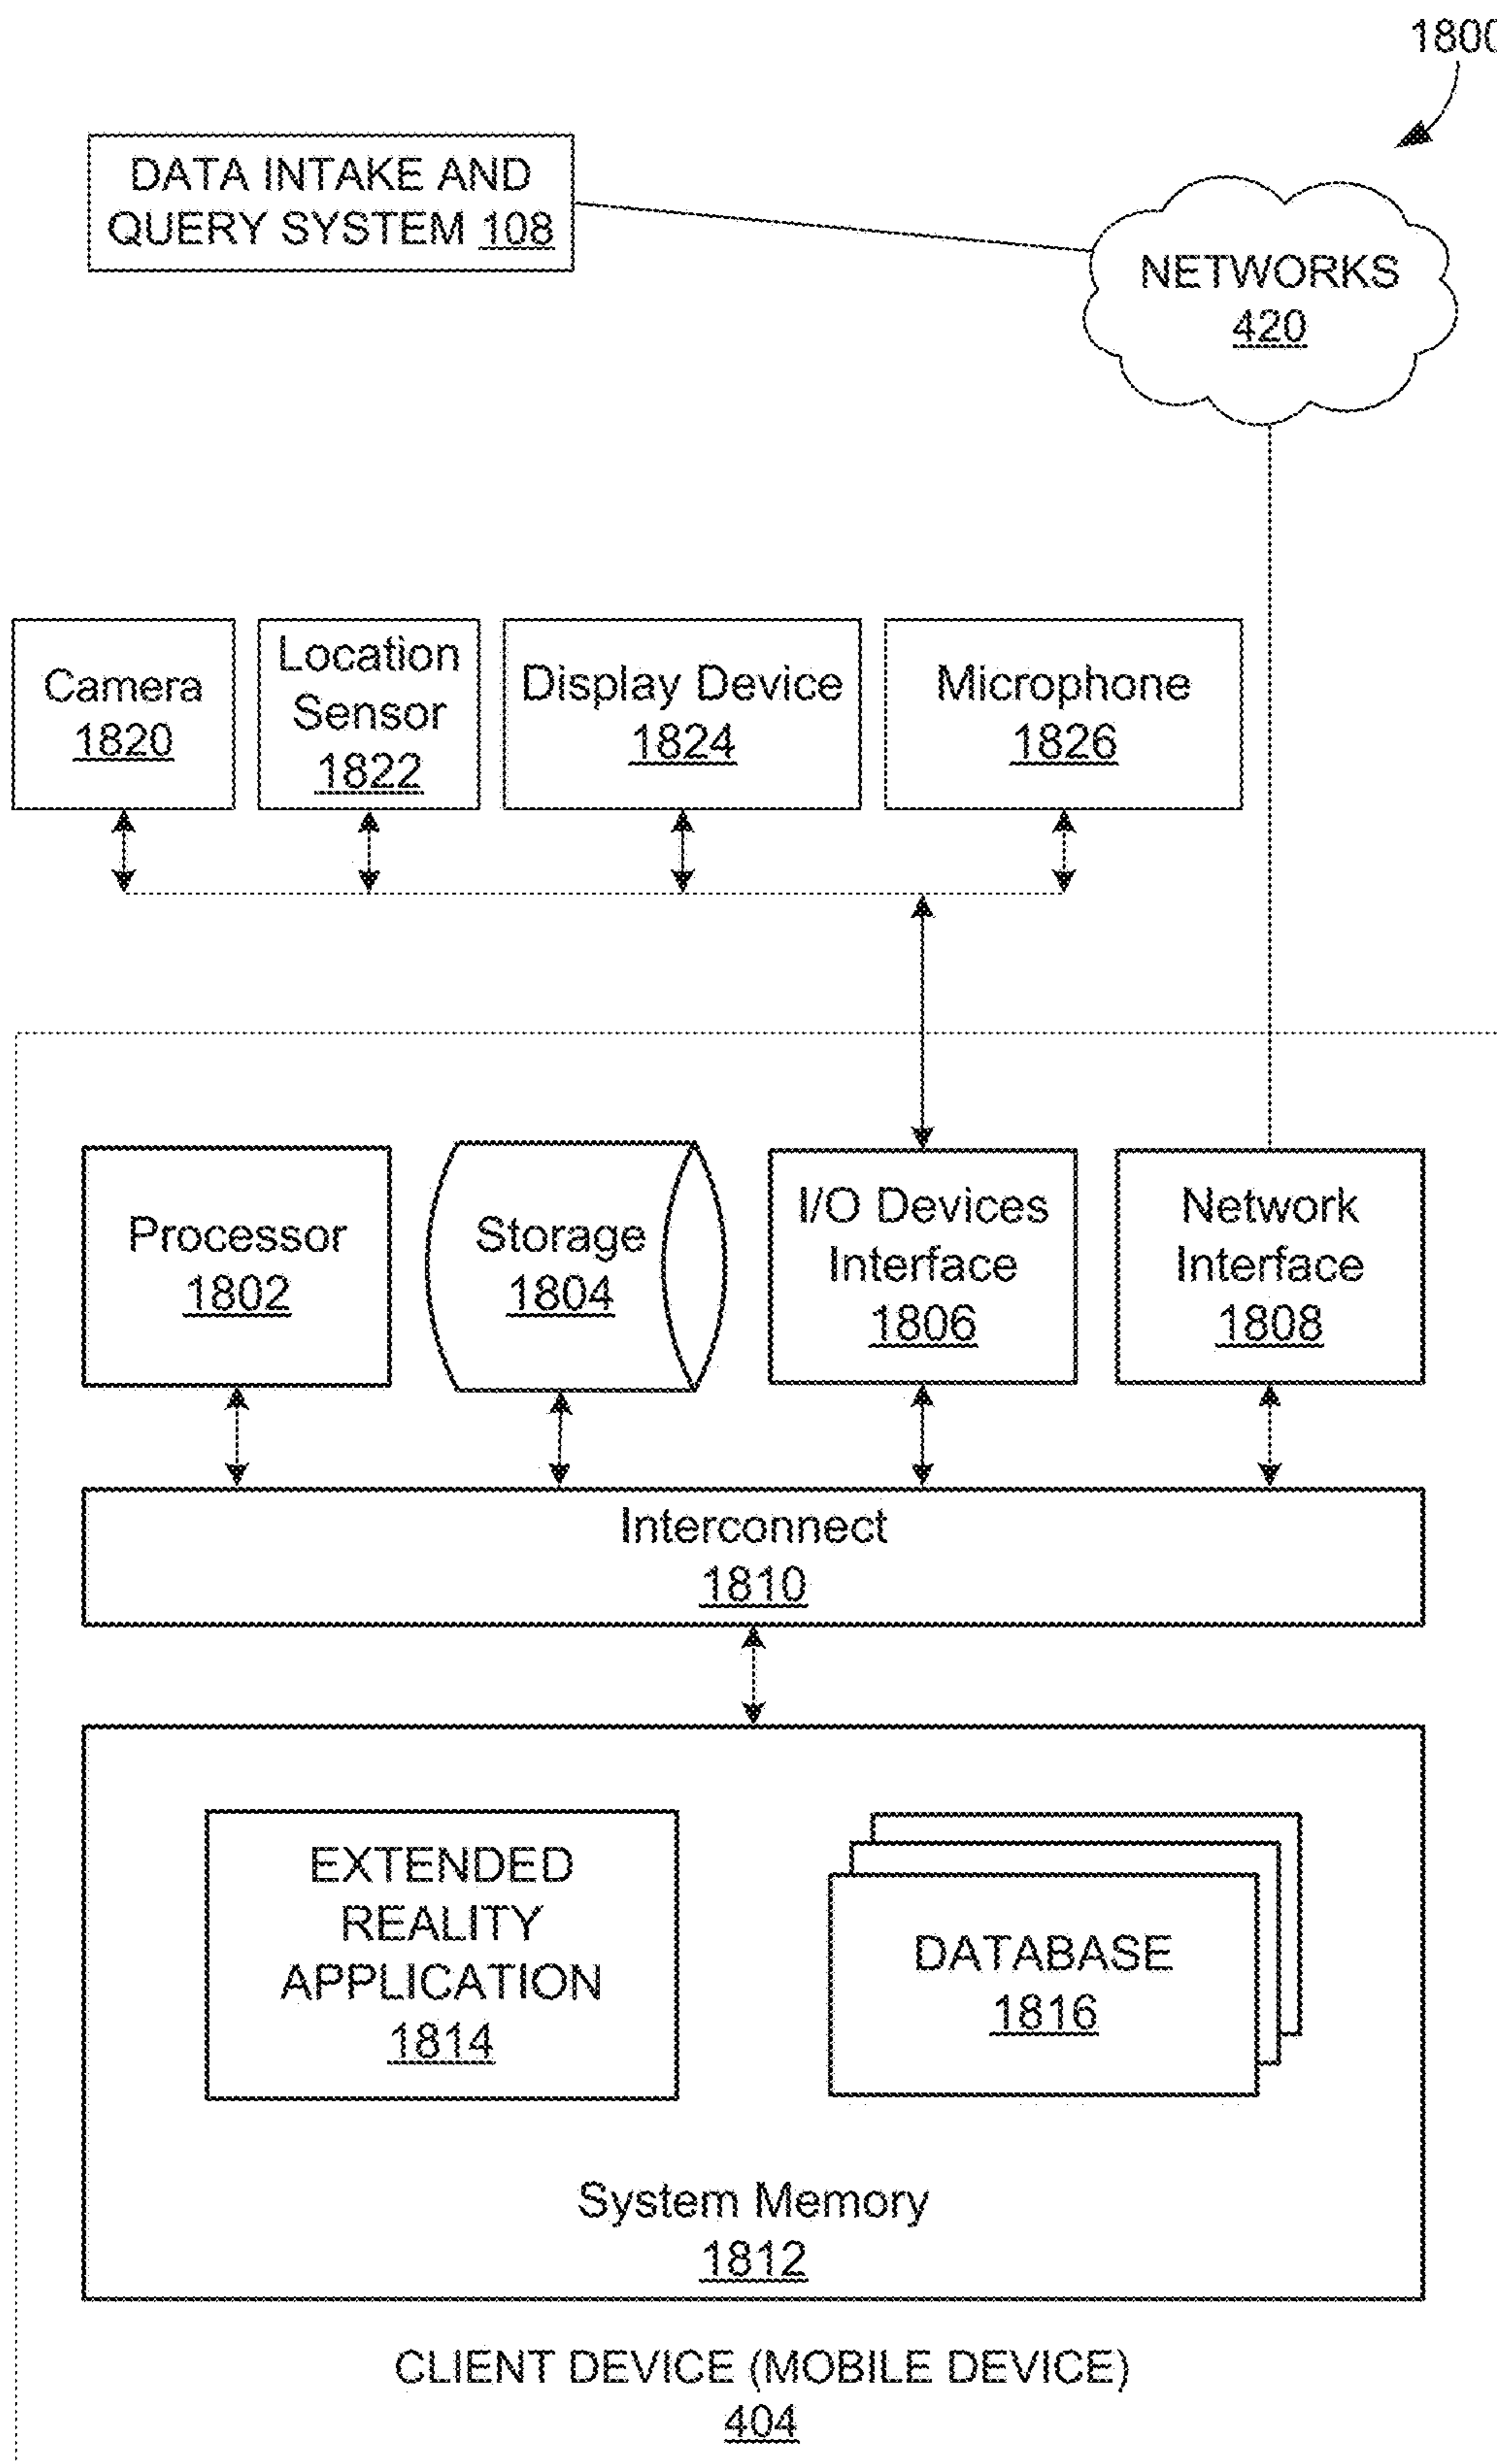 1800
DATA INTAKE AND
QUERY SYSTEM 108
NETWORKS
420
Camera
1820
Location
Sensor
1822
Display Device
1824
Microphone
1826
Processor
1802
Storage
1804
I/O Devices
Interface
1806
Network
Interface
1808
Interconnect
1810
EXTENDED
REALITY
APPLICATION
1814
DATABASE
1816
System Memory
1812
CLIENT DEVICE (MOBILE DEVICE)
404